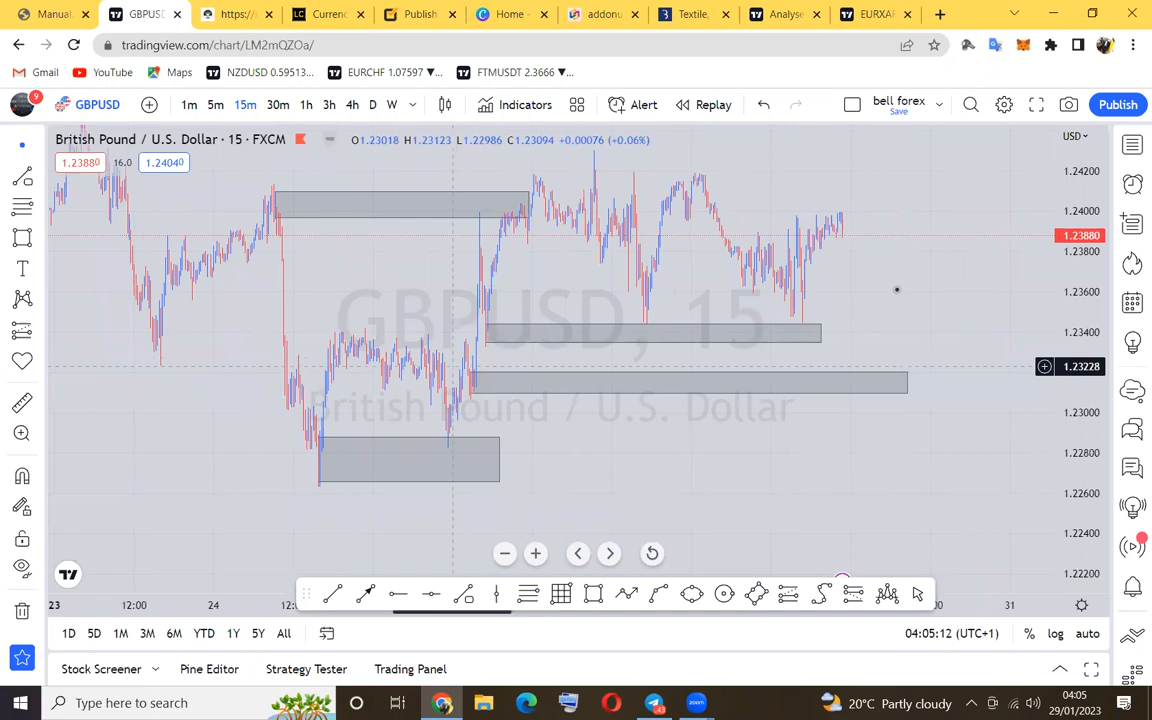 Manual.
GBPUSD
https://
Currenc
Publish
Home -
addonu
Textile,
Analyse
EURXAF
tradingview.com/chart/LM2mQZOa/
Gmail
YouTube
Maps
NZDUSD 0.59513...
EURCHF 1.07597 ▼...
FTMUSDT 2.3666 ▼...
9
GBPUSD
1m 5m 15m 30m 1h 3h 4h D W
Indicators
Alert
Replay
bell forex
Save
Publish
British Pound / U.S. Dollar · 15 · FXCM
O1.23018 H1.23123 L1.22986 C1.23094 +0.00076 (+0.06%)
USD
1.23880 16.0 1.24040
1.24200
1.24000
1.23880
1.23800
1.23600
1.23400
1.23228
1.23000
1.22800
1.22600
1.22400
1.22200
GBPUSD, 15
British Pound / U.S. Dollar
23 12:00 24 12: 31
1D 5D 1M 3M 6M YTD 1Y 5Y All
04:05:12 (UTC+1)
% log auto
Stock Screener
Pine Editor
Strategy Tester
Trading Panel
Type here to search
20°C Partly cloudy
04:05
29/01/2023